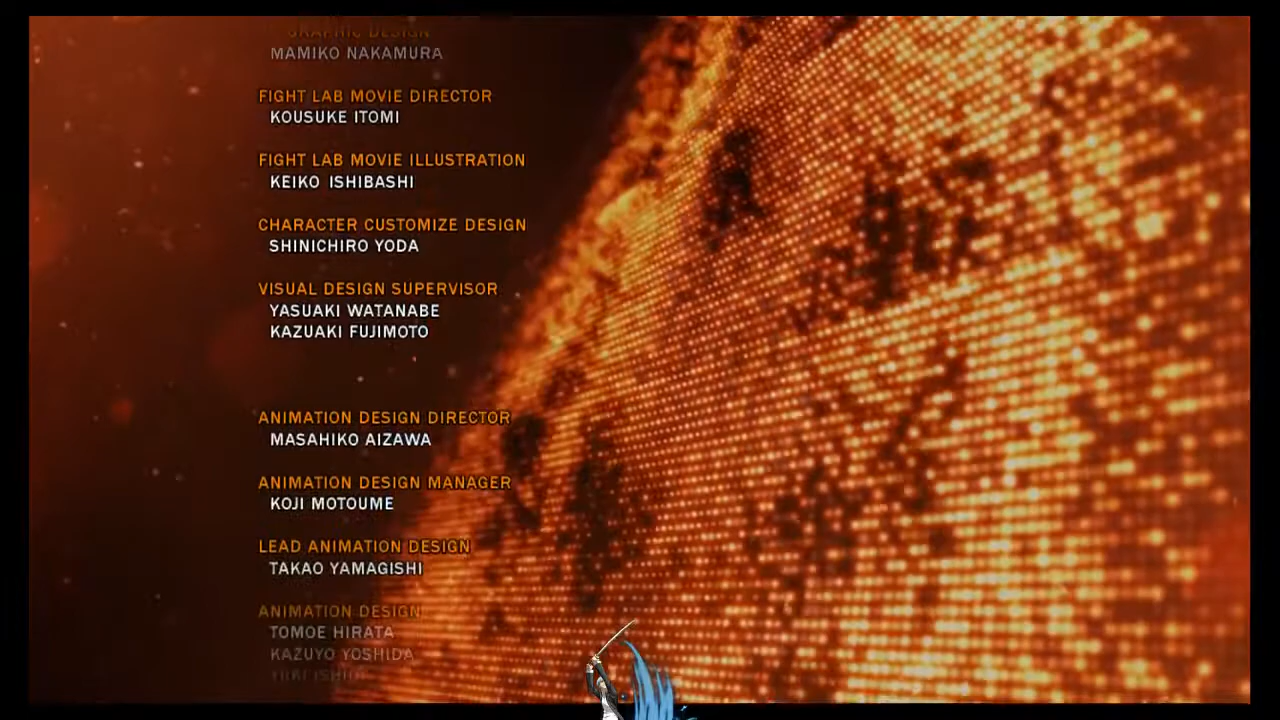 GRAPHIC DESIGN
MAMIKO NAKAMURA
FIGHT LAB MOVIE DIRECTOR
KOUSUKE ITOMI
FIGHT LAB MOVIE ILLUSTRATION
KEIKO ISHIBASHI
CHARACTER CUSTOMIZE DESIGN
SHINICHIRO YODA
VISUAL DESIGN SUPERVISOR
YASUAKI WATANABE
KAZUAKI FUJIMOTO
ANIMATION DESIGN DIRECTOR
MASAHIKO AIZAWA
ANIMATION DESIGN MANAGER
KOJI MOTOUME
LEAD ANIMATION DESIGN
TAKAO YAMAGISHI
ANIMATION DESIGN
TOMOE HIRATA
KAZUYO YOSHIDA